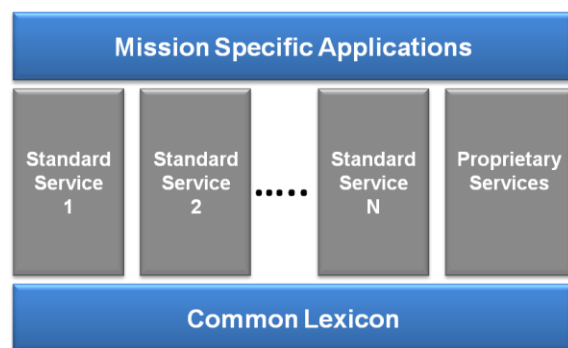 Mission Specific Applications
Standard
Service
1
Standard
Service
2
.....
Standard
Service
N
Proprietary
Services
Common Lexicon